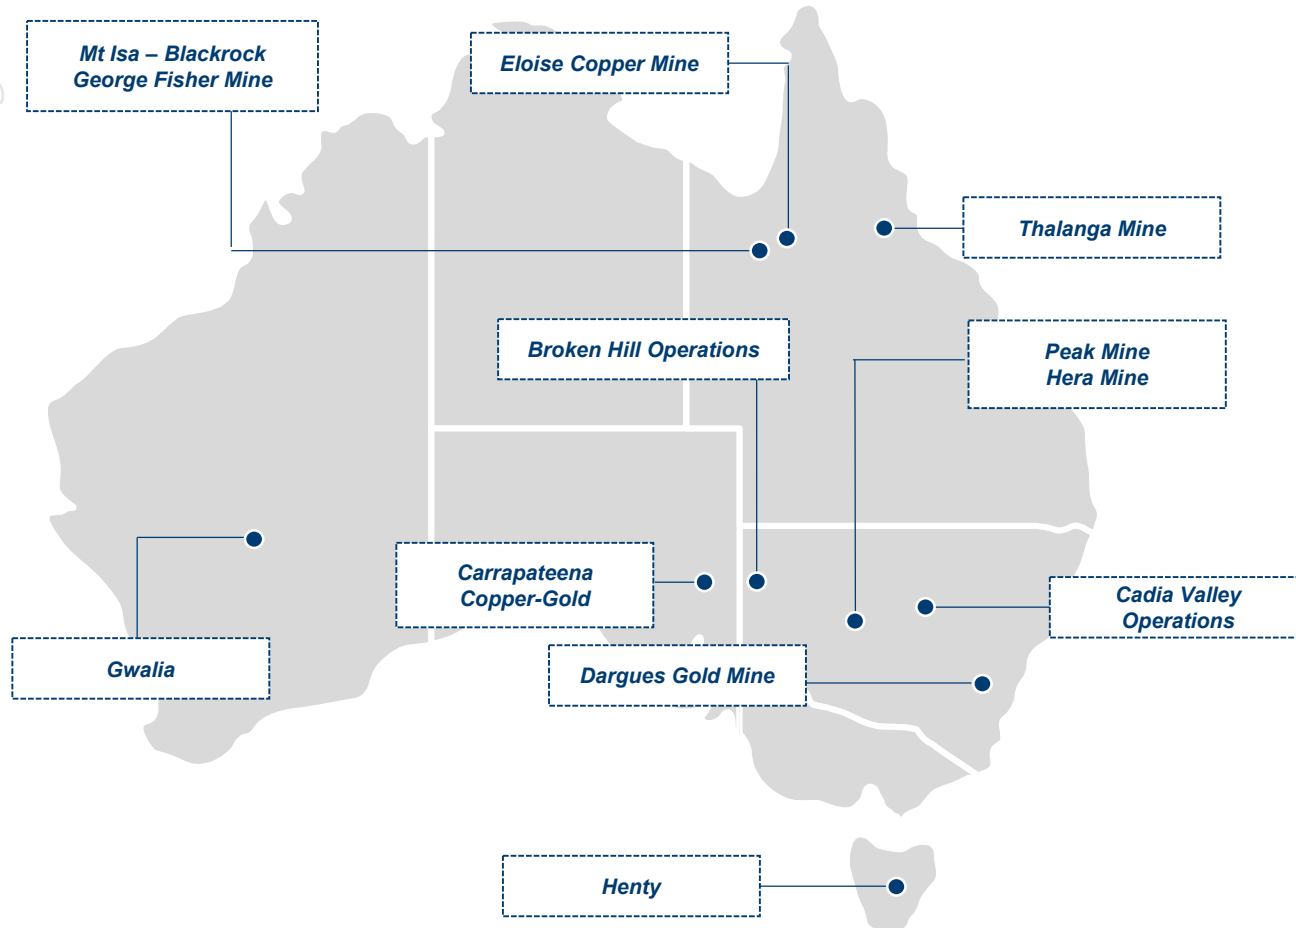 Mt Isa – Blackrock
George Fisher Mine
Eloise Copper Mine
Thalanga Mine
Broken Hill Operations
Peak Mine
Hera Mine
Carrapateena
Copper-Gold
Cadia Valley
Operations
Gwalia
Dargues Gold Mine
Henty